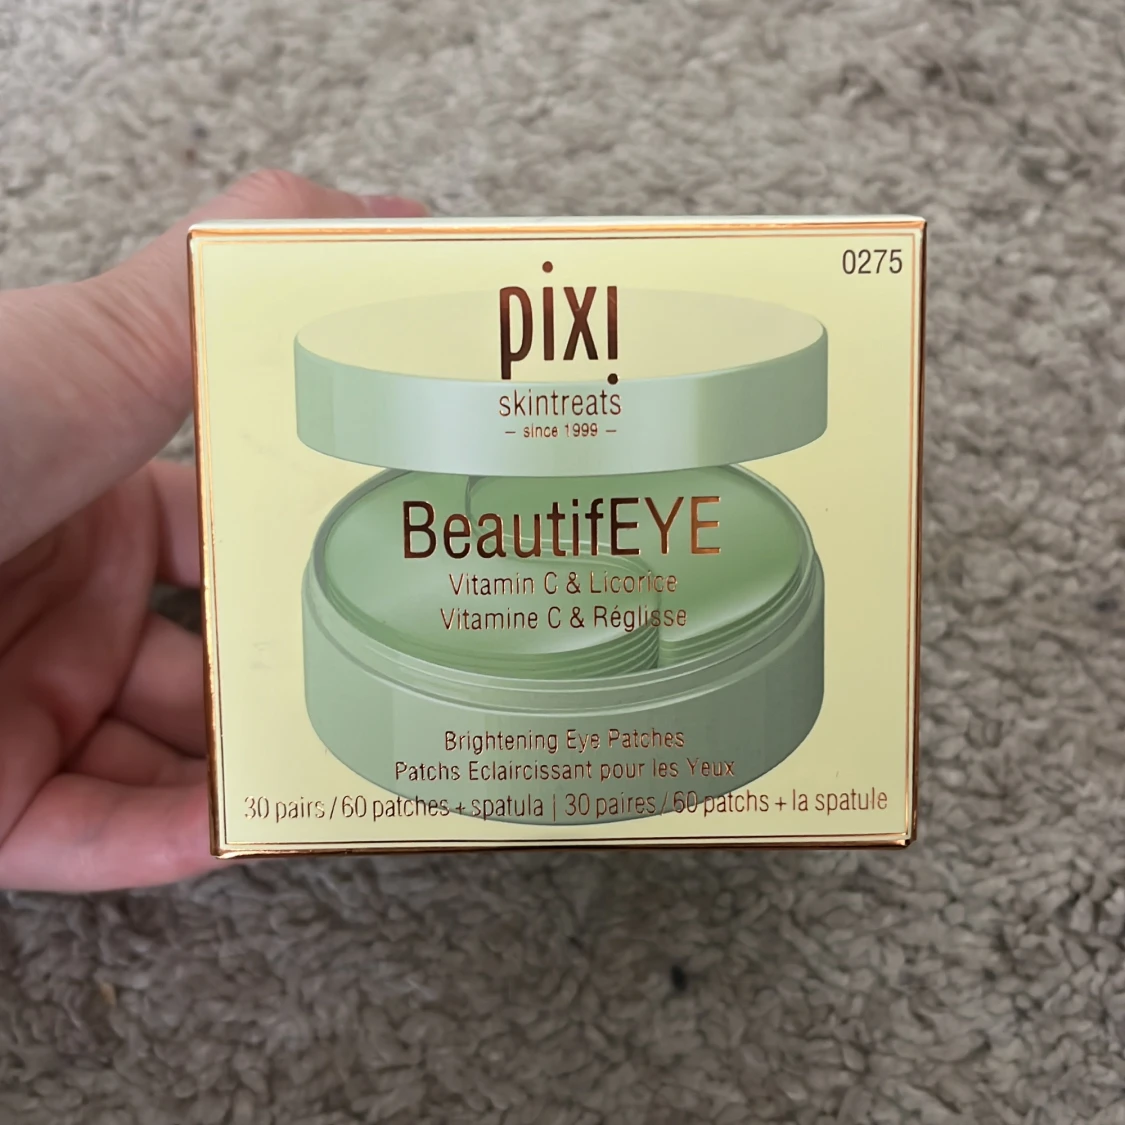 0275
pixi
skintreats
– since 1999 –
BeautifEYE
Vitamin C & Licorice
Vitamine C & Réglisse
Brightening Eye Patches
Patchs Eclaircissant pour les Yeux
30 pairs / 60 patches + spatula | 30 paires / 60 patchs + la spatule